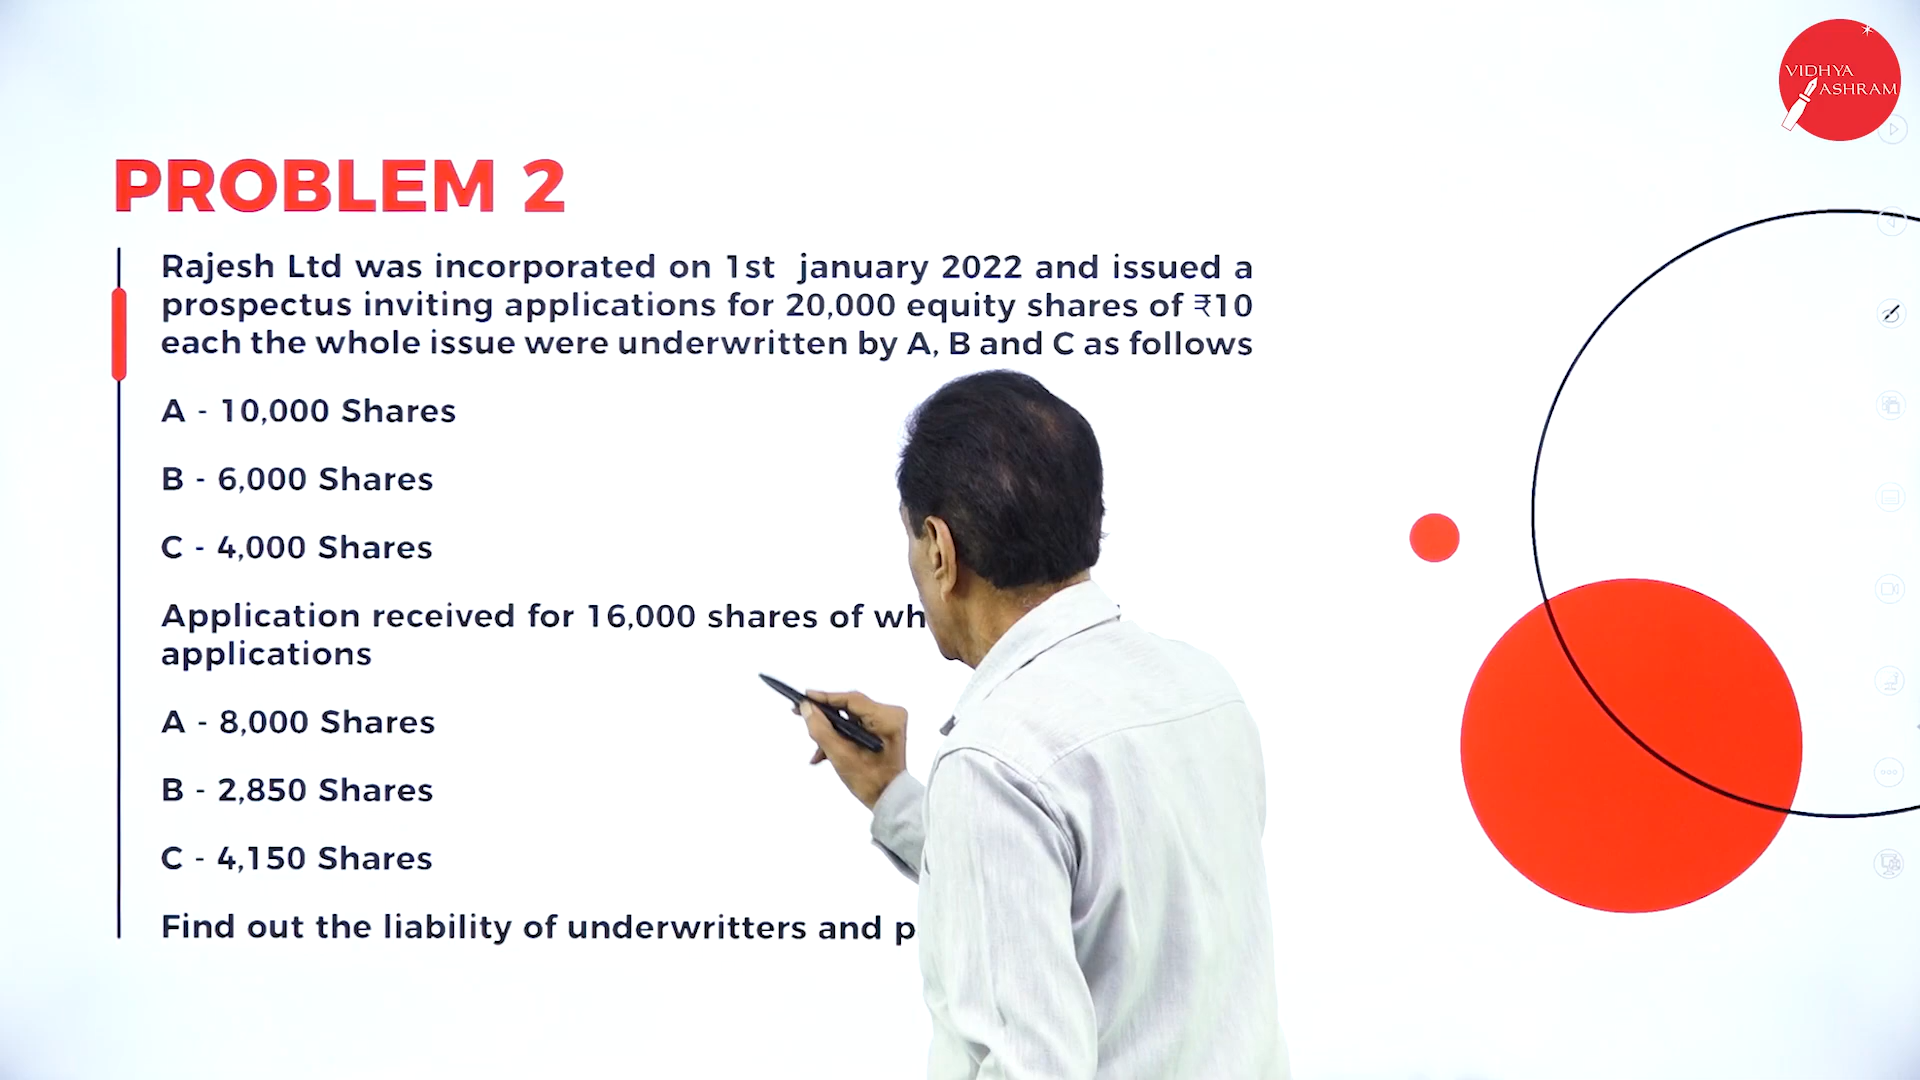 VIDHYA
ASHRAM
PROBLEM 2
Rajesh Ltd was incorporated on 1st january 2022 and issued a
prospectus inviting applications for 20,000 equity shares of ₹10
each the whole issue were underwritten by A, B and C as follows
A - 10,000 Shares
B - 6,000 Shares
C - 4,000 Shares
Application received for 16,000 shares of
applications
A - 8,000 Shares
B - 2,850 Shares
C - 4,150 Shares
Find out the liability of underwritters and